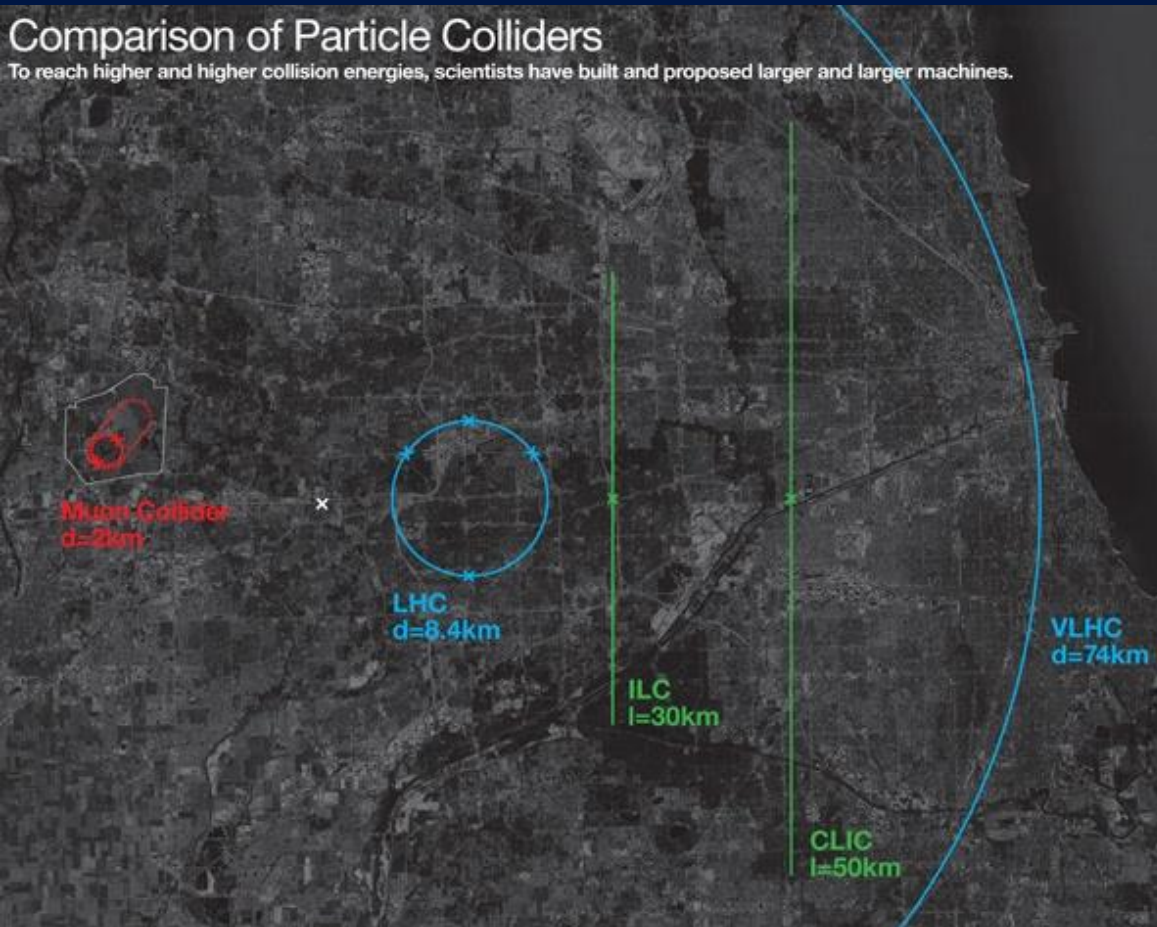 Comparison of Particle Colliders
To reach higher and higher collision energies, scientists have built and proposed larger and larger machines.
Muon Collider
d=2km
LHC
d=8.4km
ILC
l=30km
CLIC
l=50km
VLHC
d=74km